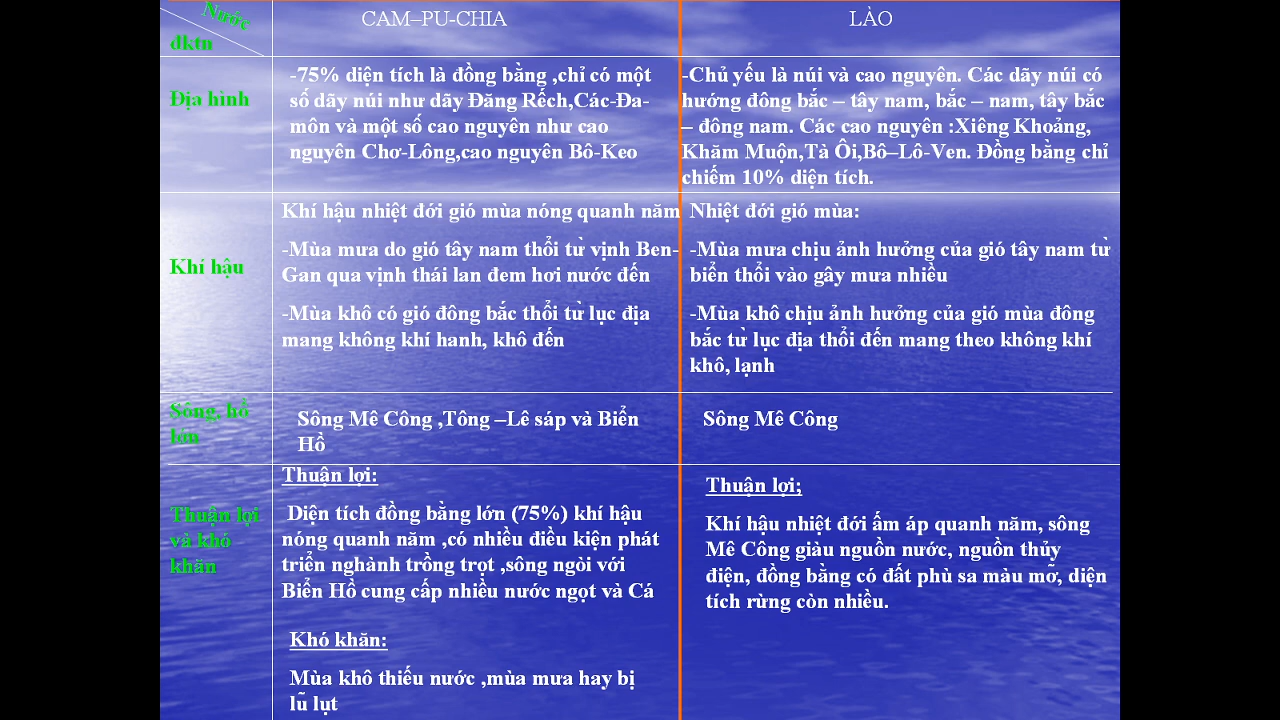 Nước
đktn
CAM–PU-CHIA
LÀO
Địa hình
-75% diện tích là đồng bằng ,chỉ có một
số dãy núi như dãy Đăng Rếch,Các-Đa-
môn và một số cao nguyên như cao
nguyên Chơ-Lông,cao nguyên Bô-Keo
-Chủ yếu là núi và cao nguyên. Các dãy núi có
hướng đông bắc – tây nam, bắc – nam, tây bắc
– đông nam. Các cao nguyên :Xiêng Khoảng,
Khăm Muộn,Tà Ôi,Bô–Lô-Ven. Đồng bằng chỉ
chiếm 10% diện tích.
Khí hậu
Khí hậu nhiệt đới gió mùa nóng quanh năm
-Mùa mưa do gió tây nam thổi từ vịnh Ben-
Gan qua vịnh thái lan đem hơi nước đến
-Mùa khô có gió đông bắc thổi từ lục địa
mang không khí hanh, khô đến
Nhiệt đới gió mùa:
-Mùa mưa chịu ảnh hưởng của gió tây nam từ
biển thổi vào gây mưa nhiều
-Mùa khô chịu ảnh hưởng của gió mùa đông
bắc từ lục địa thổi đến mang theo không khí
khô, lạnh
Sông, hồ
lớn
Sông Mê Công ,Tông –Lê sáp và Biển
Hồ
Sông Mê Công
Thuận lợi
và khó
khăn
Thuận lợi:
Diện tích đồng bằng lớn (75%) khí hậu
nóng quanh năm ,có nhiều điều kiện phát
triển nghành trồng trọt ,sông ngòi với
Biển Hồ cung cấp nhiều nước ngọt và Cá
Khó khăn:
Mùa khô thiếu nước ,mùa mưa hay bị
lũ lụt
Thuận lợi;
Khí hậu nhiệt đới ấm áp quanh năm, sông
Mê Công giàu nguồn nước, nguồn thủy
điện, đồng bằng có đất phù sa màu mỡ, diện
tích rừng còn nhiều.